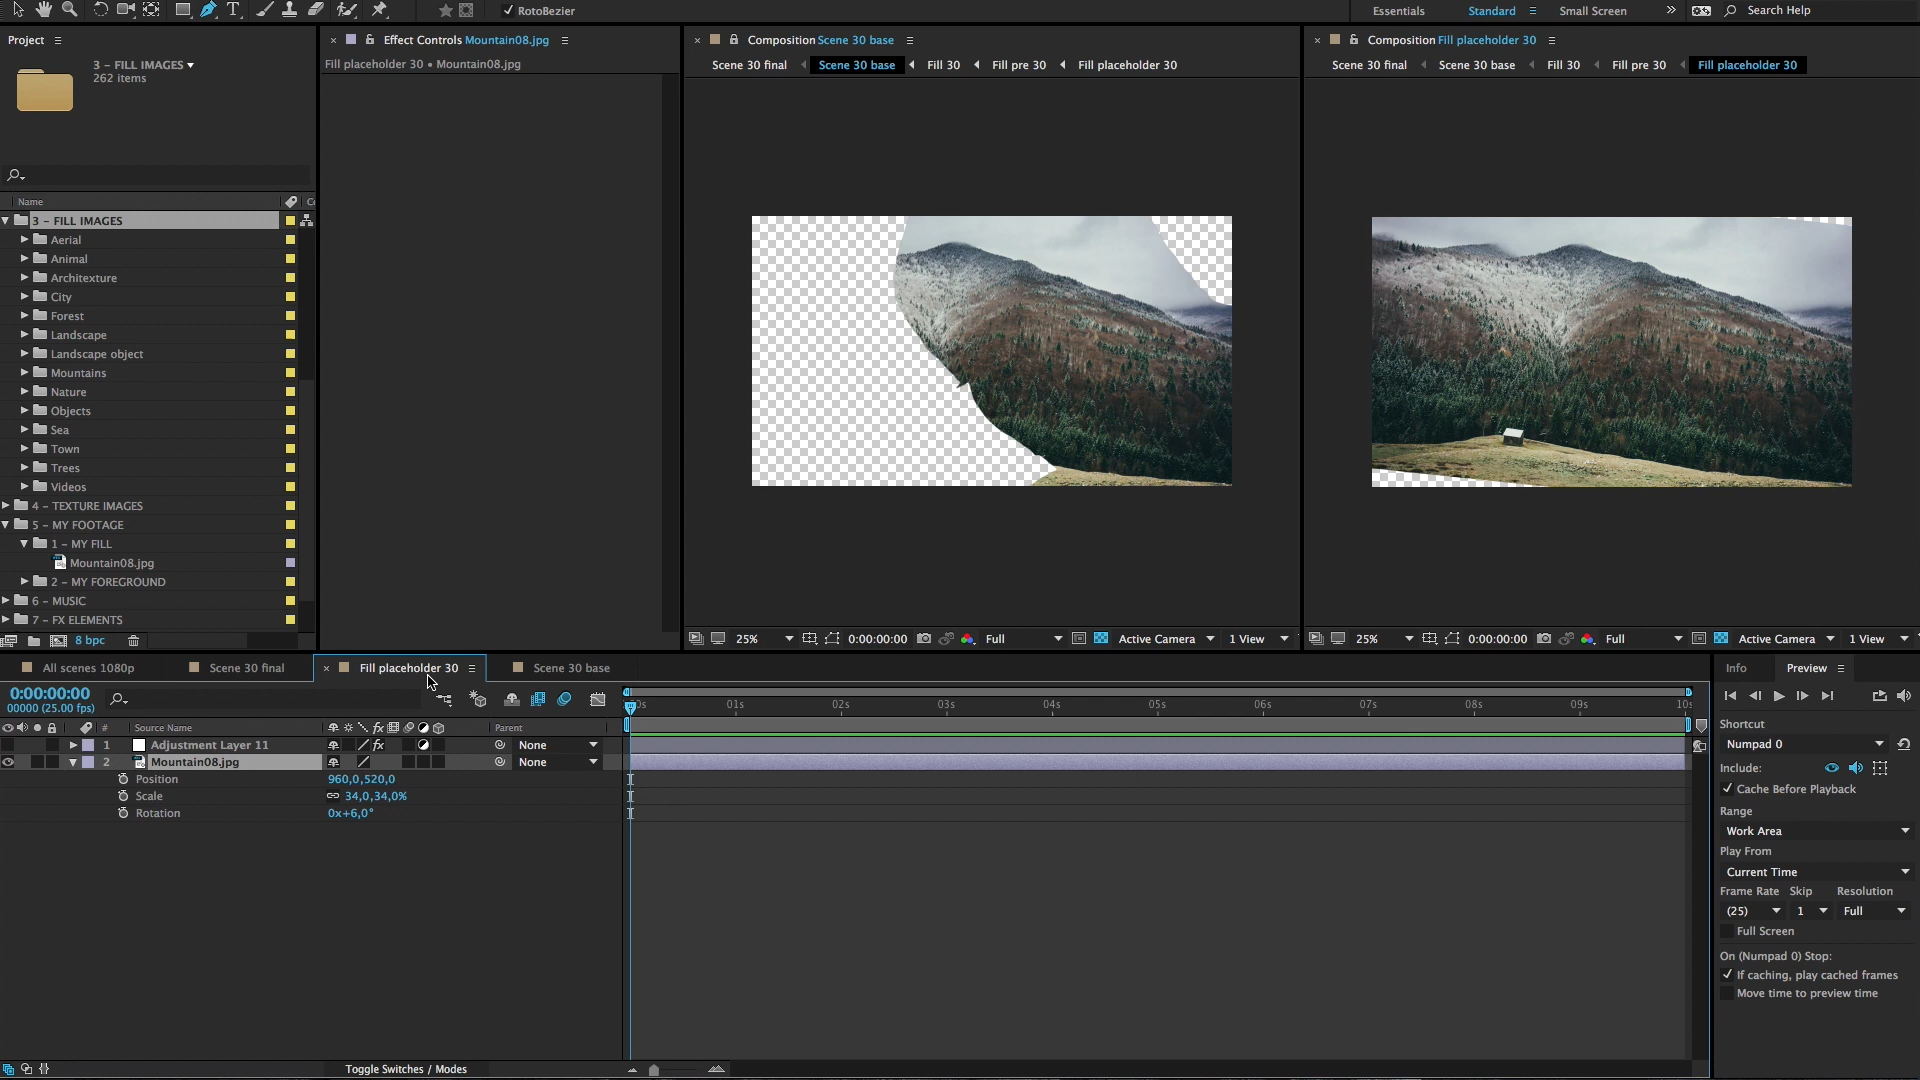 RotoBezier
Essentials
Standard
Small Screen
Search Help
Project
Effect Controls Mountain08.jpg
Composition Scene 30 base
Composition Fill placeholder 30
3 - FILL IMAGES
262 items
Fill placeholder 30 • Mountain08.jpg
Scene 30 final
Scene 30 base
Fill 30
Fill pre 30
Fill placeholder 30
Scene 30 final
Scene 30 base
Fill 30
Fill pre 30
Fill placeholder 30
Name
3 - FILL IMAGES
Aerial
Animal
Architexture
City
Forest
Landscape
Landscape object
Mountains
Nature
Objects
Sea
Town
Trees
Videos
4 - TEXTURE IMAGES
5 - MY FOOTAGE
1 - MY FILL
Mountain08.jpg
2 - MY FOREGROUND
6 - MUSIC
7 - FX ELEMENTS
8 bpc
25%
0:00:00:00
Full
Active Camera
1 View
25%
0:00:00:00
Full
Active Camera
1 View
All scenes 1080p
Scene 30 final
Fill placeholder 30
Scene 30 base
0:00:00:00
00000 (25.00 fps)
01s
02s
03s
04s
05s
06s
07s
08s
09s
# Source Name
fx
Parent
1 Adjustment Layer 11
fx
None
2 Mountain08.jpg
None
Position
960,0,520,0
Scale
34,0,34,0%
Rotation
0x+6,0°
Toggle Switches / Modes
Info
Preview
Shortcut
Numpad 0
Include:
Cache Before Playback
Range
Work Area
Play From
Current Time
Frame Rate Skip Resolution
(25) 1 Full
Full Screen
On (Numpad 0) Stop:
If caching, play cached frames
Move time to preview time